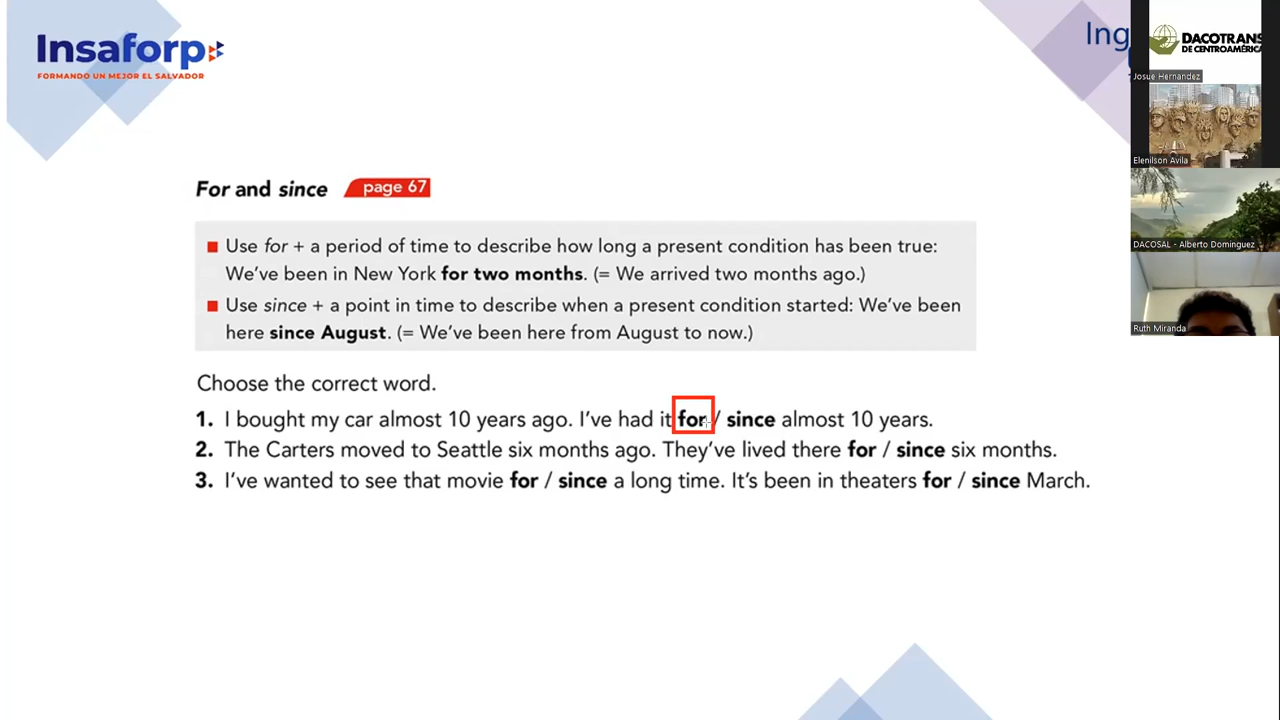 Insaforp
FORMANDO UN MEJOR EL SALVADOR
Ing
DACOTRANS
DE CENTROAMÉRICA
Josue Hernandez
Elenilson Avila
DACOSAL - Alberto Dominguez
Ruth Miranda
For and since page 67
Use for + a period of time to describe how long a present condition has been true:
We've been in New York for two months. (= We arrived two months ago.)
Use since + a point in time to describe when a present condition started: We've been
here since August. (= We've been here from August to now.)
Choose the correct word.
1. I bought my car almost 10 years ago. I've had it for / since almost 10 years.
2. The Carters moved to Seattle six months ago. They've lived there for / since six months.
3. I've wanted to see that movie for / since a long time. It's been in theaters for / since March.